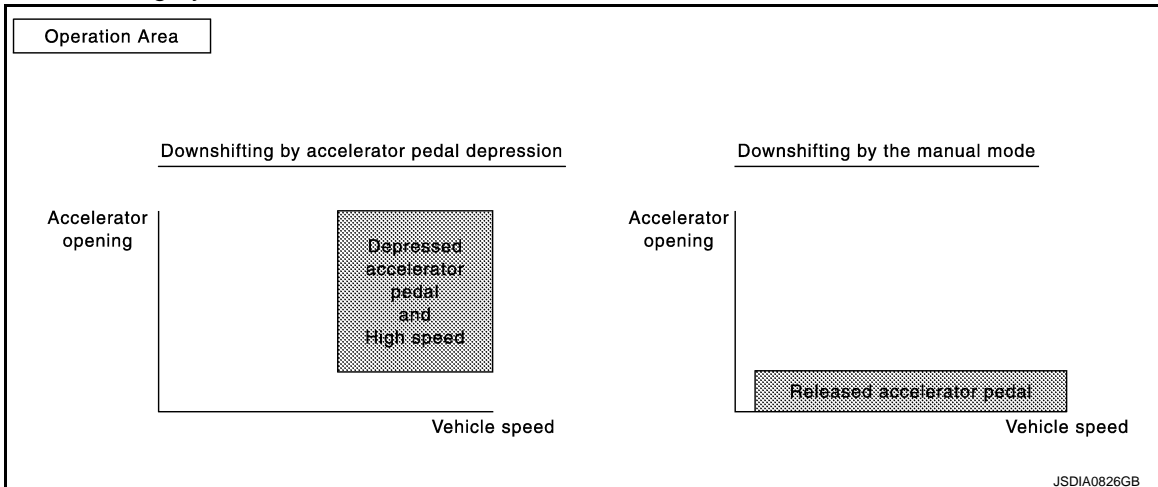 Operation Area
Downshifting by accelerator pedal depression
Accelerator
opening
Depressed
accelerator
pedal
and
High speed
Vehicle speed
Downshifting by the manual mode
Accelerator
opening
Released accelerator pedal
Vehicle speed
JSDIA0826GB